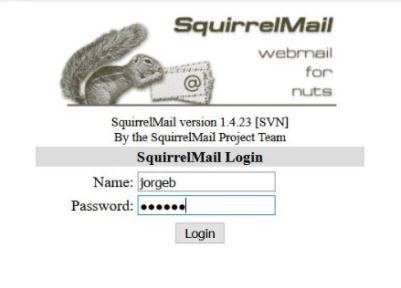 SquirrelMail
webmail
for
nuts
@
SquirrelMail version 1.4.23 [SVN]
By the SquirrelMail Project Team
SquirrelMail Login
Name: jorgeb
Password: ••••••
Login